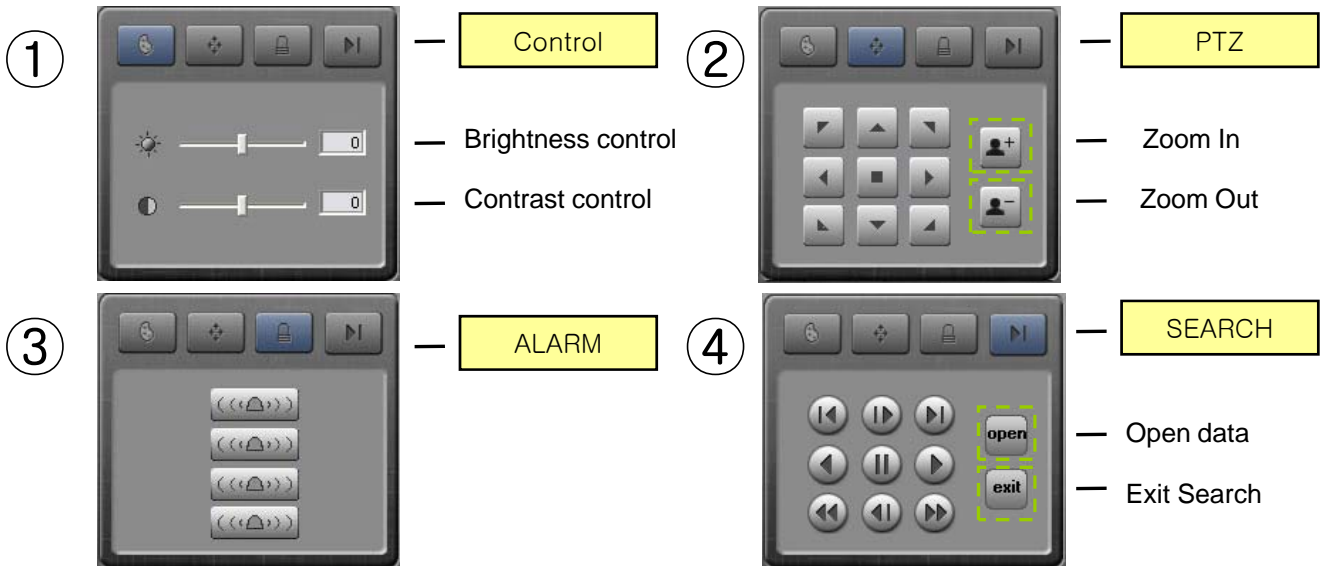 ①
Control
0
Brightness control
0
Contrast control
②
PTZ
Zoom In
Zoom Out
③
ALARM
④
SEARCH
open
Open data
exit
Exit Search